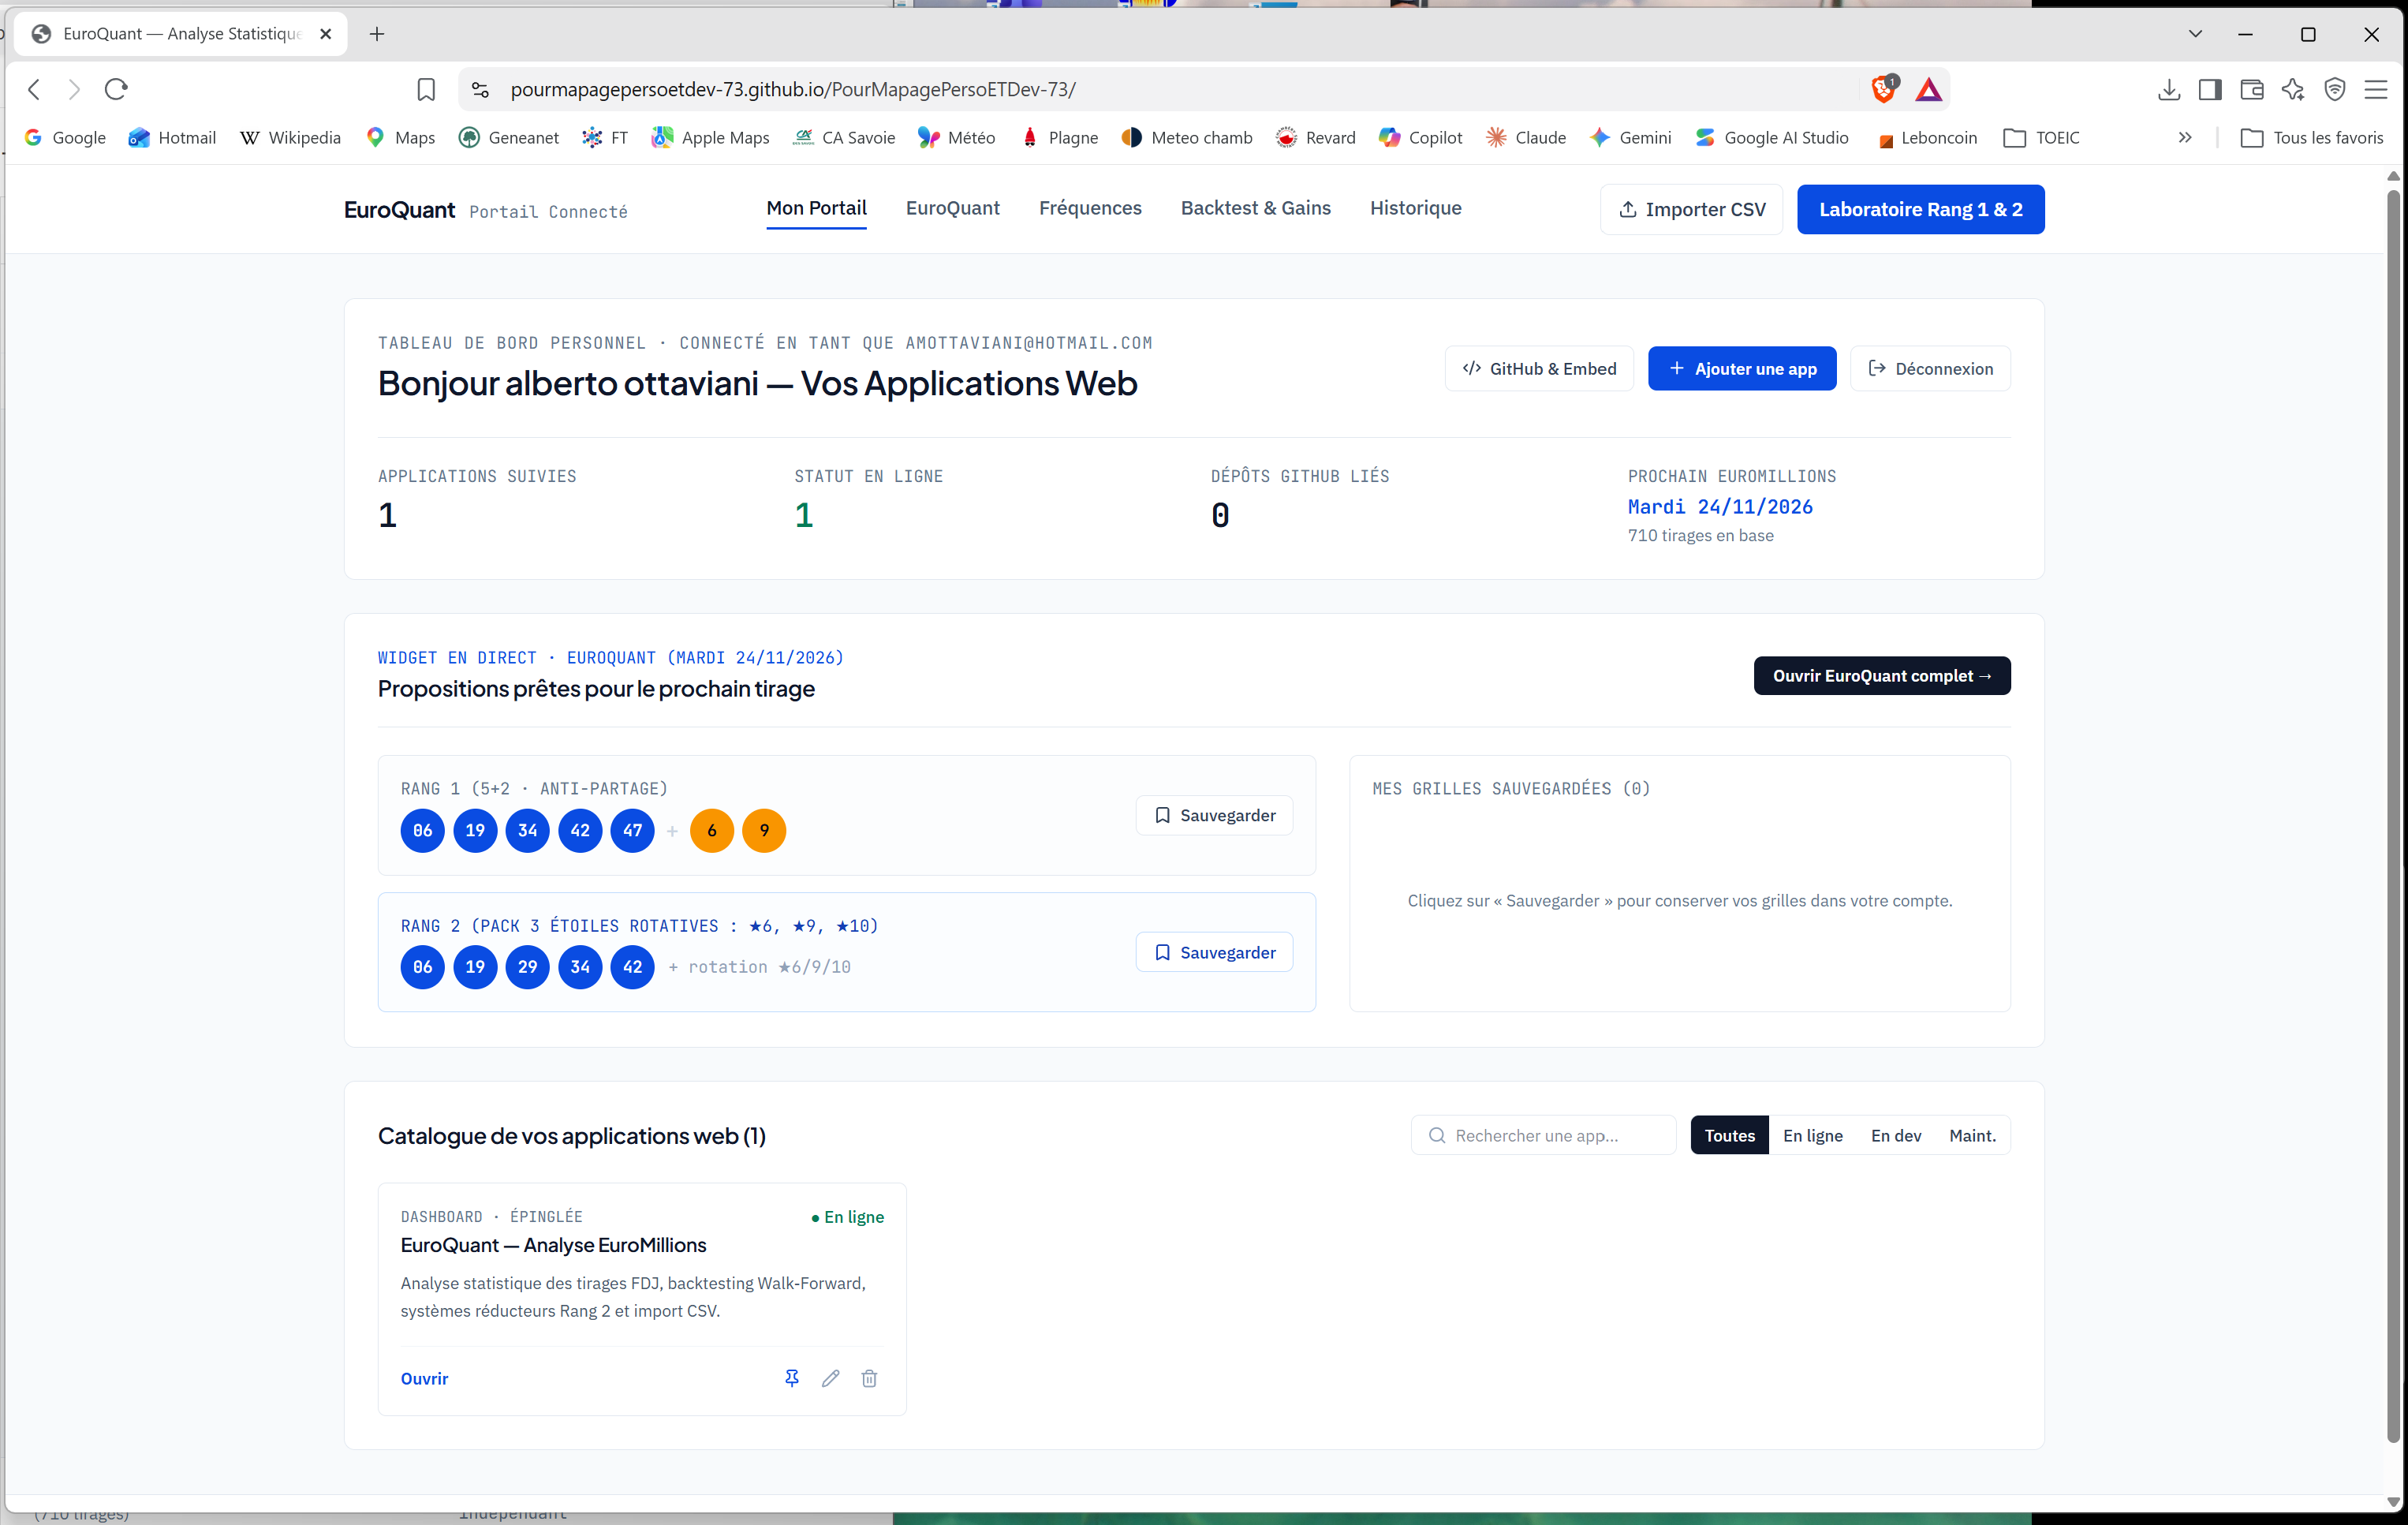 EuroQuant — Analyse Statistique
pourmapagepersoetdev-73.github.io/PourMapagePersoETDev-73/
1
Google Hotmail Wikipedia Maps Geneanet FT Apple Maps CA Savoie Météo Plagne Meteo chamb Revard Copilot Claude Gemini Google AI Studio Leboncoin TOEIC » Tous les favoris
EuroQuant Portail Connecté Mon Portail EuroQuant Fréquences Backtest & Gains Historique Importer CSV Laboratoire Rang 1 & 2
TABLEAU DE BORD PERSONNEL · CONNECTÉ EN TANT QUE AMOTTAVIANI@HOTMAIL.COM
Bonjour alberto ottaviani — Vos Applications Web
</> GitHub & Embed + Ajouter une app Déconnexion
APPLICATIONS SUIVIES
1
STATUT EN LIGNE
1
DÉPÔTS GITHUB LIÉS
0
PROCHAIN EUROMILLIONS
Mardi 24/11/2026
710 tirages en base
WIDGET EN DIRECT · EUROQUANT (MARDI 24/11/2026)
Propositions prêtes pour le prochain tirage
Ouvrir EuroQuant complet →
RANG 1 (5+2 · ANTI-PARTAGE)
06 19 34 42 47 + 6 9
Sauvegarder
RANG 2 (PACK 3 ÉTOILES ROTATIVES : ★6, ★9, ★10)
06 19 29 34 42 + rotation ★6/9/10
Sauvegarder
MES GRILLES SAUVEGARDÉES (0)
Cliquez sur « Sauvegarder » pour conserver vos grilles dans votre compte.
Catalogue de vos applications web (1)
Rechercher une app...
Toutes En ligne En dev Maint.
DASHBOARD · ÉPINGLÉE
● En ligne
EuroQuant — Analyse EuroMillions
Analyse statistique des tirages FDJ, backtesting Walk-Forward,
systèmes réducteurs Rang 2 et import CSV.
Ouvrir
(710 tirages)
indépendant